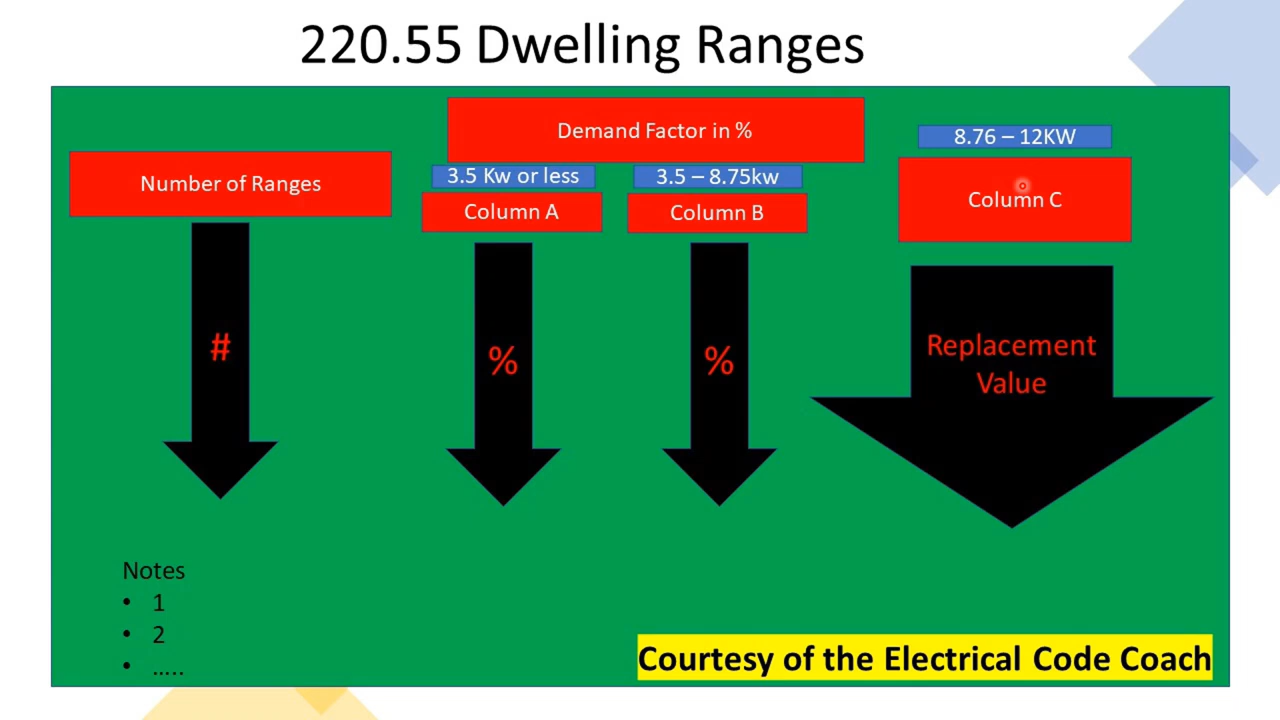 220.55 Dwelling Ranges
Demand Factor in %
8.76 – 12KW
Number of Ranges
3.5 Kw or less
3.5 – 8.75kw
Column A
Column B
Column C
#
%
%
Replacement
Value
Notes
• 1
• 2
• …..
Courtesy of the Electrical Code Coach